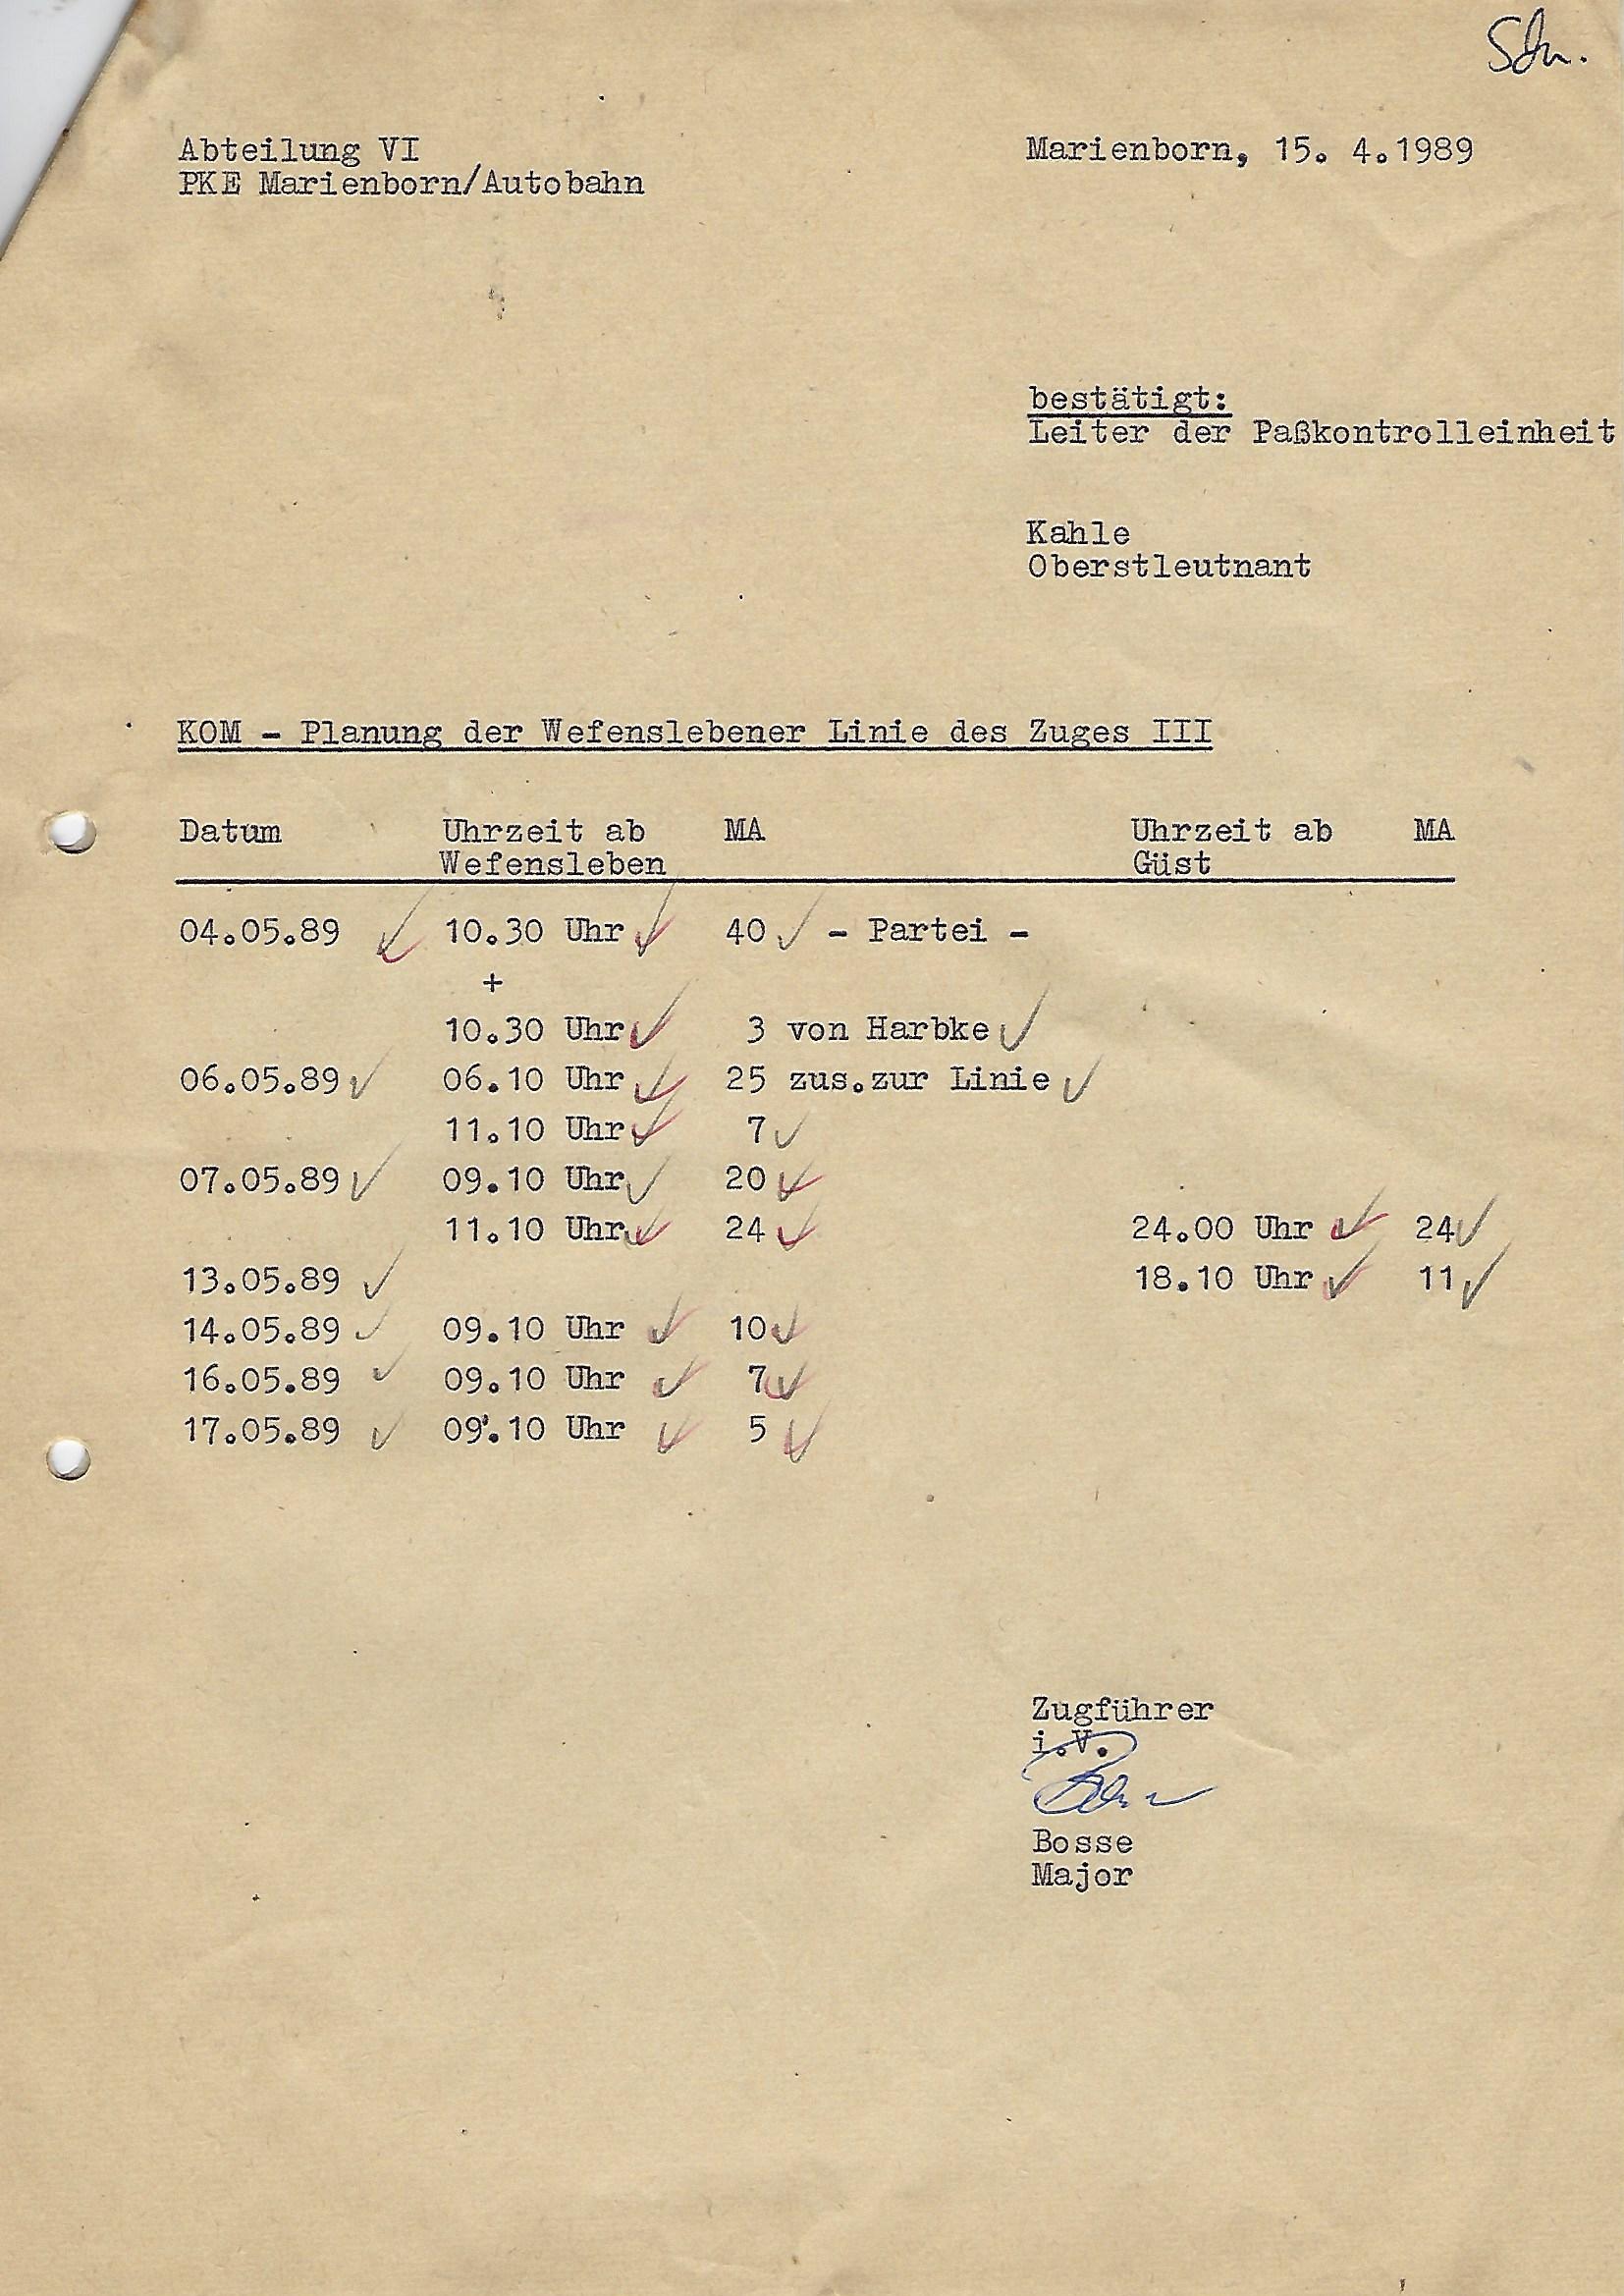 Abteilung VI
PKE Marienborn/Autobahn
Marienborn, 15. 4.1989
bestätigt:
Leiter der Paßkontrolleinheit
Kahle
Oberstleutnant
KOM - Planung der Wefenslebener Linie des Zuges III
Datum Uhrzeit ab MA Uhrzeit ab MA
Wefensleben Güst
04.05.89 10.30 Uhr 40 - Partei -
+
10.30 Uhr 3 von Harbke
06.05.89 06.10 Uhr 25 zus.zur Linie
11.10 Uhr 7
07.05.89 09.10 Uhr 20
11.10 Uhr 24 24.00 Uhr 24
13.05.89 18.10 Uhr 11
14.05.89 09.10 Uhr 10
16.05.89 09.10 Uhr 7
17.05.89 09.10 Uhr 5
Zugführer
i.V.
Bosse
Major